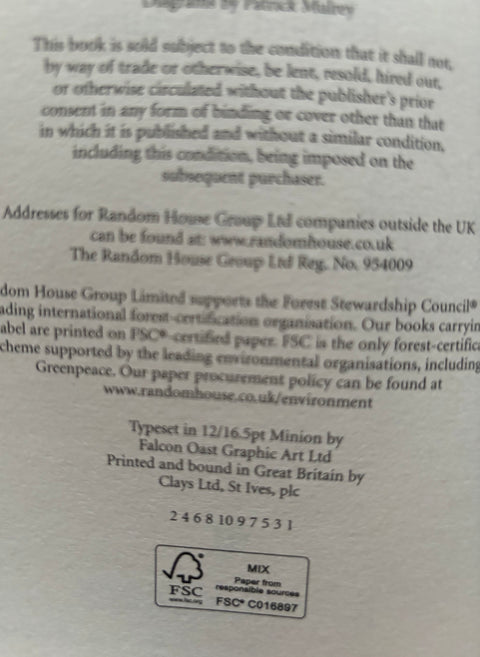 Diagrams by Patrick Mulrey
This book is sold subject to the condition that it shall not,
by way of trade or otherwise, be lent, resold, hired out,
or otherwise circulated without the publisher's prior
consent in any form of binding or cover other than that
in which it is published and without a similar condition,
including this condition, being imposed on the
subsequent purchaser.
Addresses for Random House Group Ltd companies outside the UK
can be found at: www.randomhouse.co.uk
The Random House Group Ltd Reg. No. 954009
dom House Group Limited supports the Forest Stewardship Council®
ading international forest-certification organisation. Our books carryin
abel are printed on FSC®-certified paper. FSC is the only forest-certifica
cheme supported by the leading environmental organisations, including
Greenpeace. Our paper procurement policy can be found at
www.randomhouse.co.uk/environment
Typeset in 12/16.5pt Minion by
Falcon Oast Graphic Art Ltd
Printed and bound in Great Britain by
Clays Ltd, St Ives, plc
2 4 6 8 10 9 7 5 3 1
FSC
www.fsc.org
MIX
Paper from
responsible sources
FSC® C016897